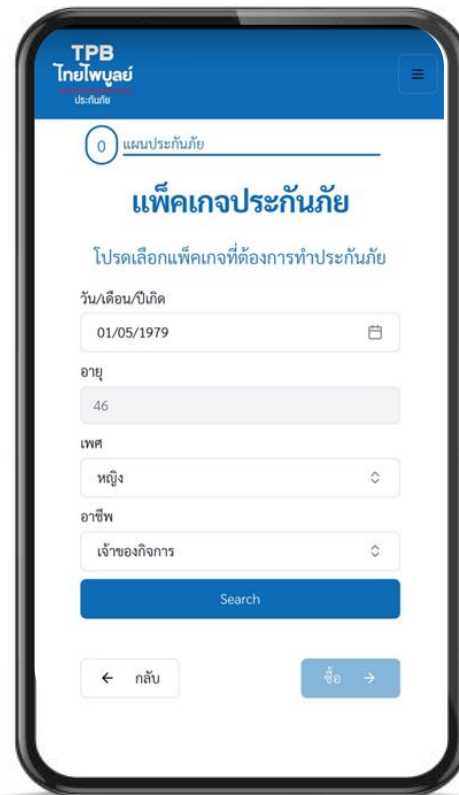 TPB
ไทยไพบูลย์
ประกันภัย
0 แผนประกันภัย
แพ็คเกจประกันภัย
โปรดเลือกแพ็คเกจที่ต้องการทำประกันภัย
วัน/เดือน/ปีเกิด
01/05/1979
อายุ
46
เพศ
หญิง
อาชีพ
เจ้าของกิจการ
Search
← กลับ
ซื้อ →